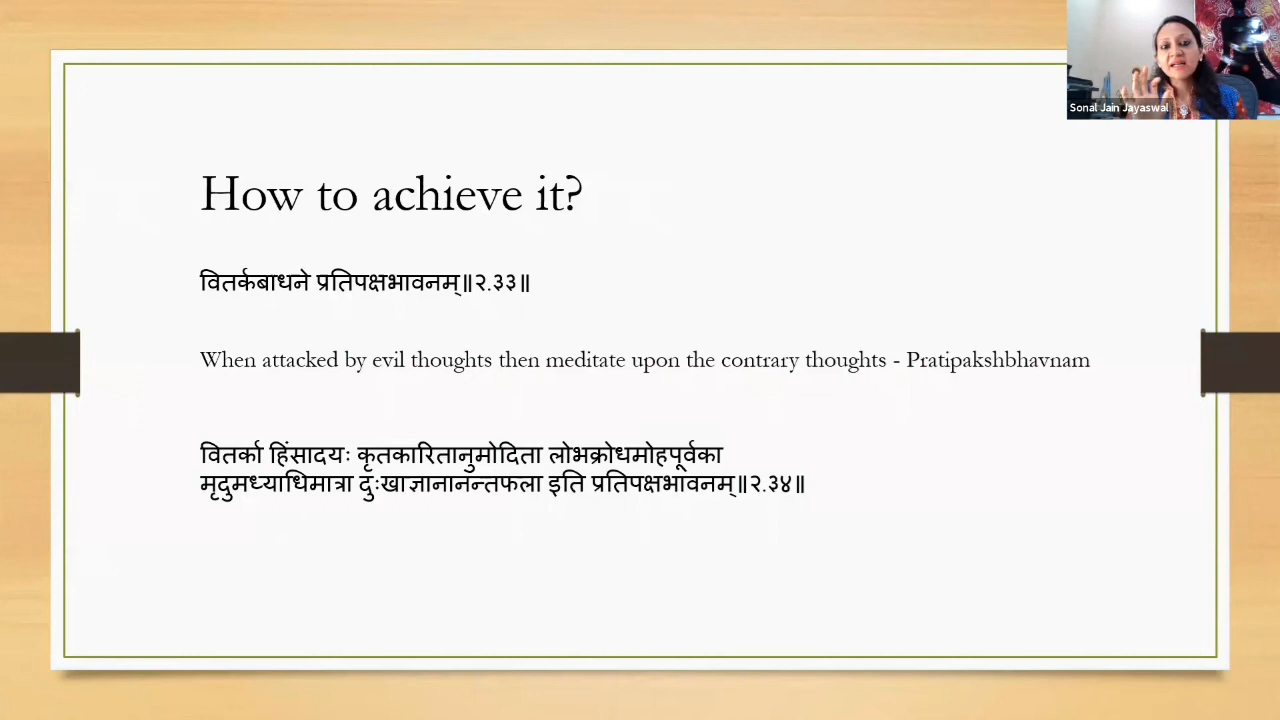 Sonal Jain Jayaswal
How to achieve it?
वितर्कबाधने प्रतिपक्षभावनम्॥२.३३॥
When attacked by evil thoughts then meditate upon the contrary thoughts - Pratipakshbhavnam
वितर्का हिंसादयः कृतकारितानुमोदिता लोभक्रोधमोहपूर्वका
मृदुमध्याधिमात्रा दुःखाज्ञानानन्तफला इति प्रतिपक्षभावनम्॥२.३४॥